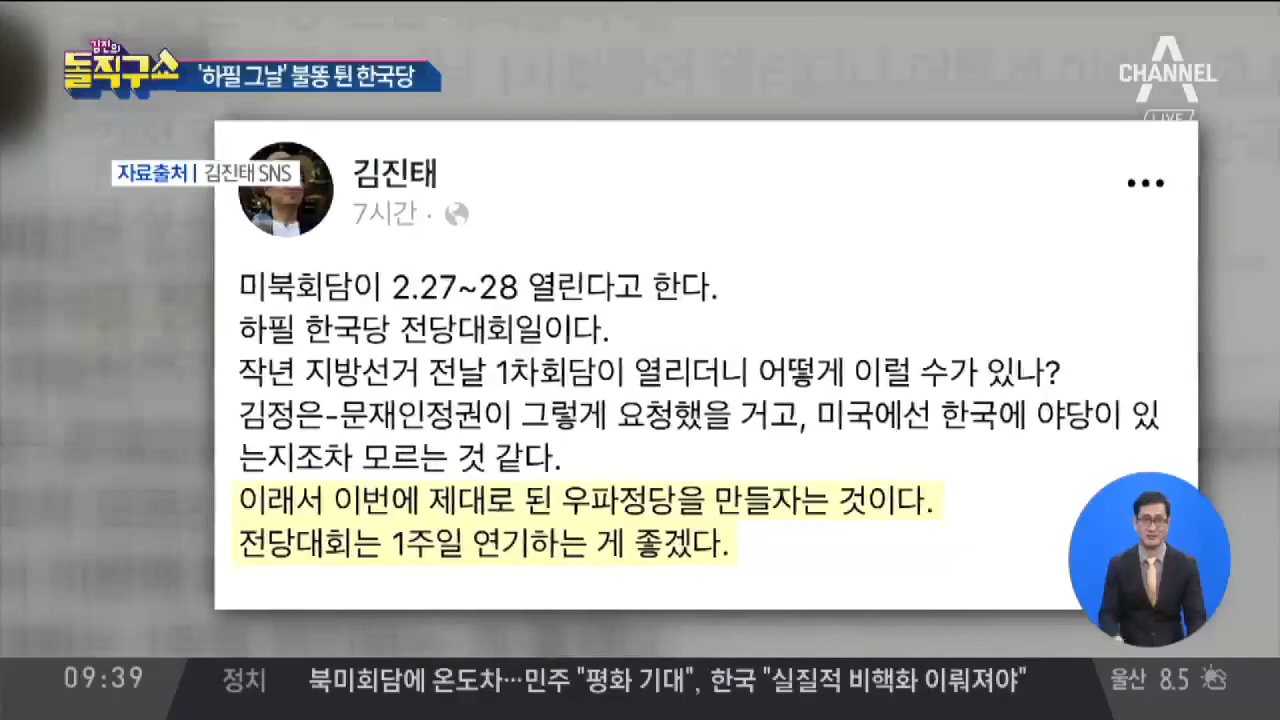 김진의
돌직구쇼
'하필 그날' 불똥 튄 한국당
CHANNEL A
LIVE
자료출처 | 김진태 SNS
김진태
7시간 ·
미북회담이 2.27~28 열린다고 한다.
하필 한국당 전당대회일이다.
작년 지방선거 전날 1차회담이 열리더니 어떻게 이럴 수가 있나?
김정은-문재인정권이 그렇게 요청했을 거고, 미국에선 한국에 야당이 있
는지조차 모르는 것 같다.
이래서 이번에 제대로 된 우파정당을 만들자는 것이다.
전당대회는 1주일 연기하는 게 좋겠다.
09:39
정치
북미회담에 온도차…민주 "평화 기대", 한국 "실질적 비핵화 이뤄져야"
울산 8.5